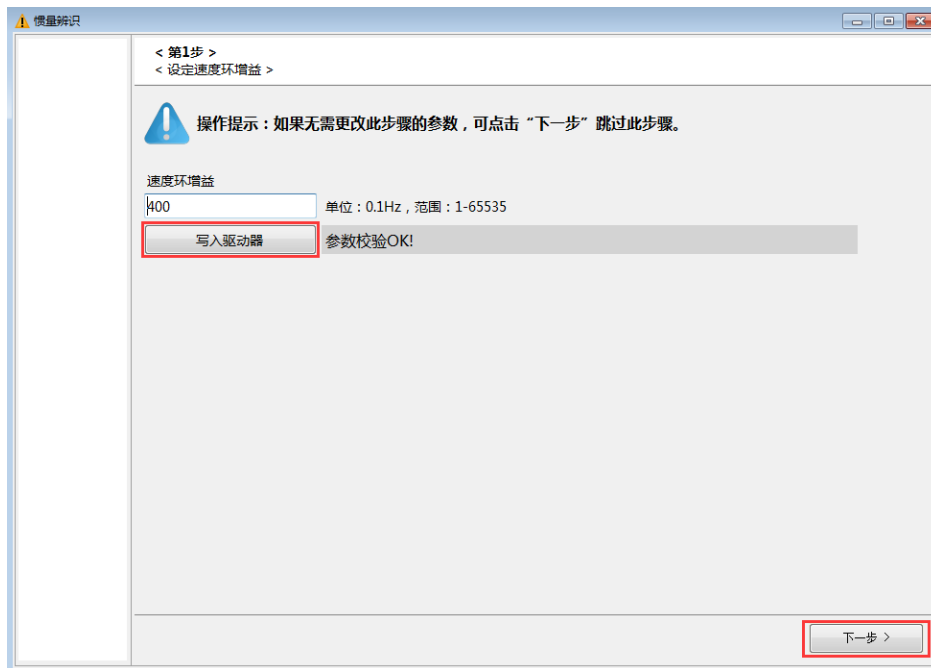 惯量辨识
< 第1步 >
< 设定速度环增益 >
操作提示：如果无需更改此步骤的参数，可点击“下一步”跳过此步骤。
速度环增益
400 单位：0.1Hz，范围：1-65535
写入驱动器 参数校验OK!
下一步 >